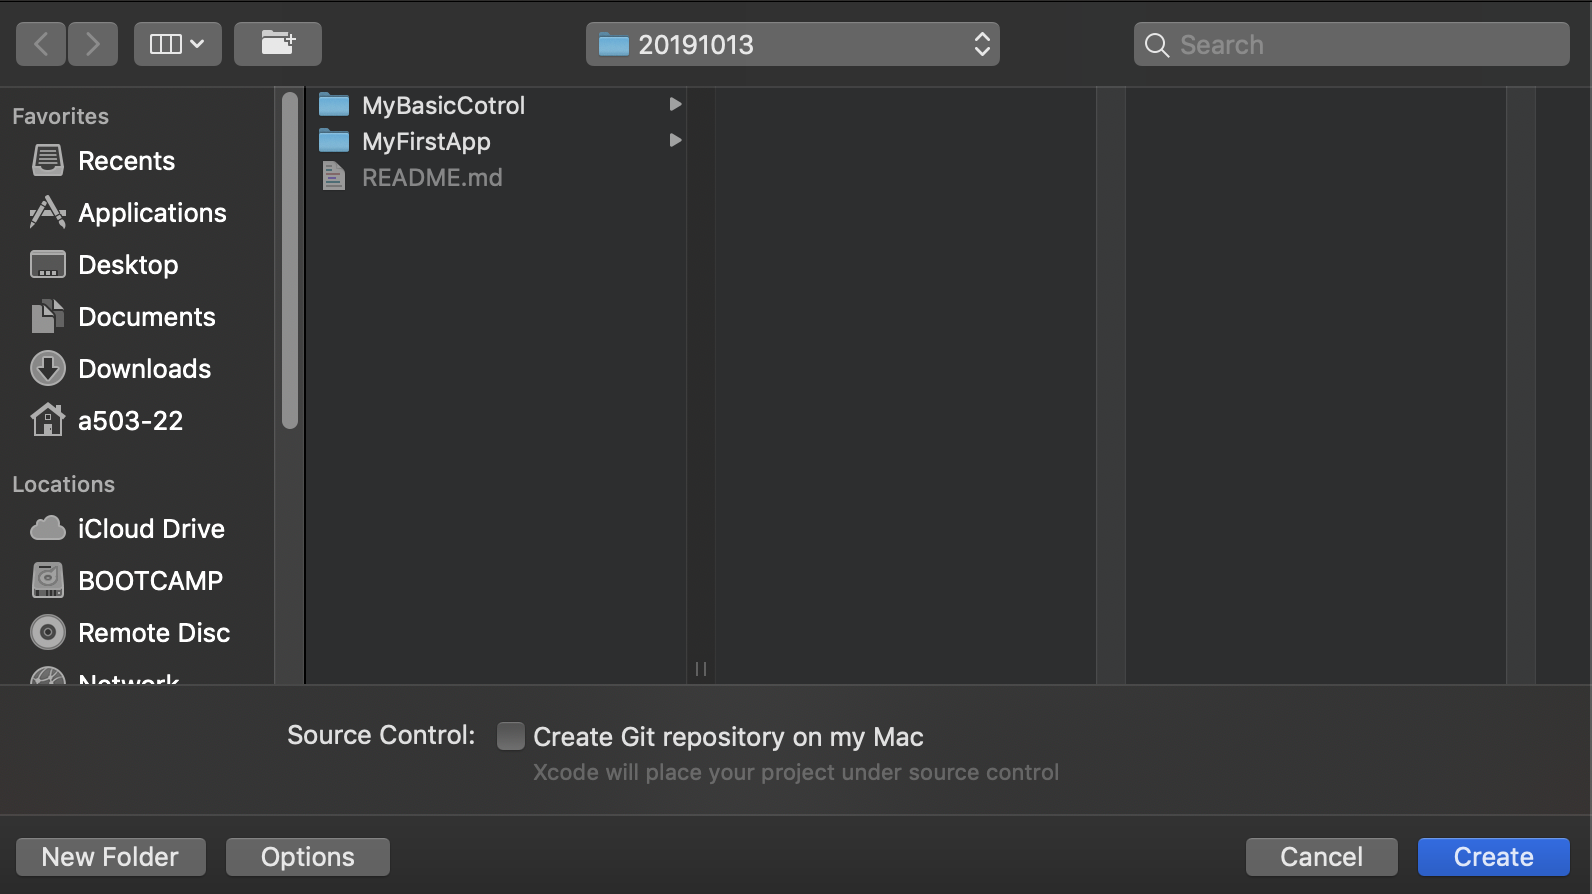 20191013
Search
Favorites
Recents
Applications
Desktop
Documents
Downloads
a503-22
Locations
iCloud Drive
BOOTCAMP
Remote Disc
Network
MyBasicCotrol
MyFirstApp
README.md
Source Control:
Create Git repository on my Mac
Xcode will place your project under source control
New Folder
Options
Cancel
Create